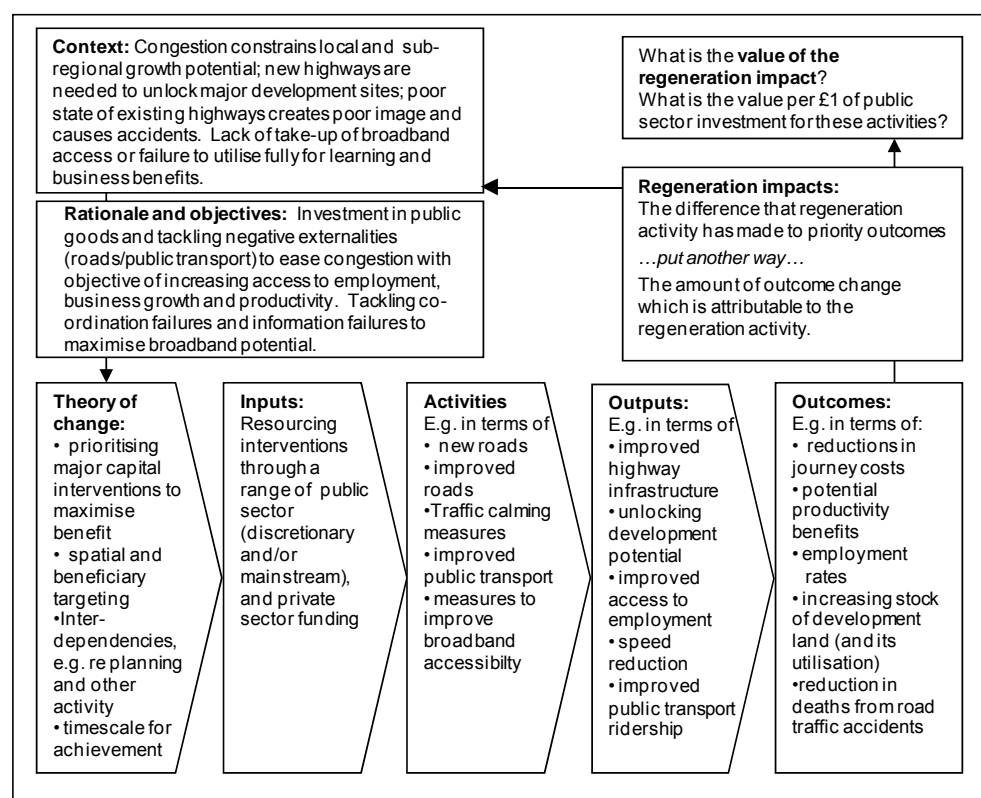 Context: Congestion constrains local and sub-
regional growth potential; new highways are
needed to unlock major development sites; poor
state of existing highways creates poor image and
causes accidents. Lack of take-up of broadband
access or failure to utilise fully for learning and
business benefits.
Rationale and objectives: Investment in public
goods and tackling negative externalities
(roads/public transport) to ease congestion with
objective of increasing access to employment,
business growth and productivity. Tackling co-
ordination failures and information failures to
maximise broadband potential.
What is the value of the
regeneration impact?
What is the value per £1 of public
sector investment for these activities?
Regeneration impacts:
The difference that regeneration
activity has made to priority outcomes
…put another way…
The amount of outcome change
which is attributable to the
regeneration activity.
Theory of
change:
• prioritising
major capital
interventions to
maximise
benefit
• spatial and
beneficiary
targeting
•Inter-
dependencies,
e.g. re planning
and other
activity
• timescale for
achievement
Inputs:
Resourcing
interventions
through a
range of public
sector
(discretionary
and/or
mainstream),
and private
sector funding
Activities
E.g. in terms of
• new roads
• improved
roads
•Traffic calming
measures
• improved
public transport
• measures to
improve
broadband
accessibilty
Outputs:
E.g. in terms of
• improved
highway
infrastructure
• unlocking
development
potential
• improved
access to
employment
• speed
reduction
• improved
public transport
ridership
Outcomes:
E.g. in terms of:
• reductions in
journey costs
• potential
productivity
benefits
• employment
rates
• increasing stock
of development
land (and its
utilisation)
•reduction in
deaths from road
traffic accidents